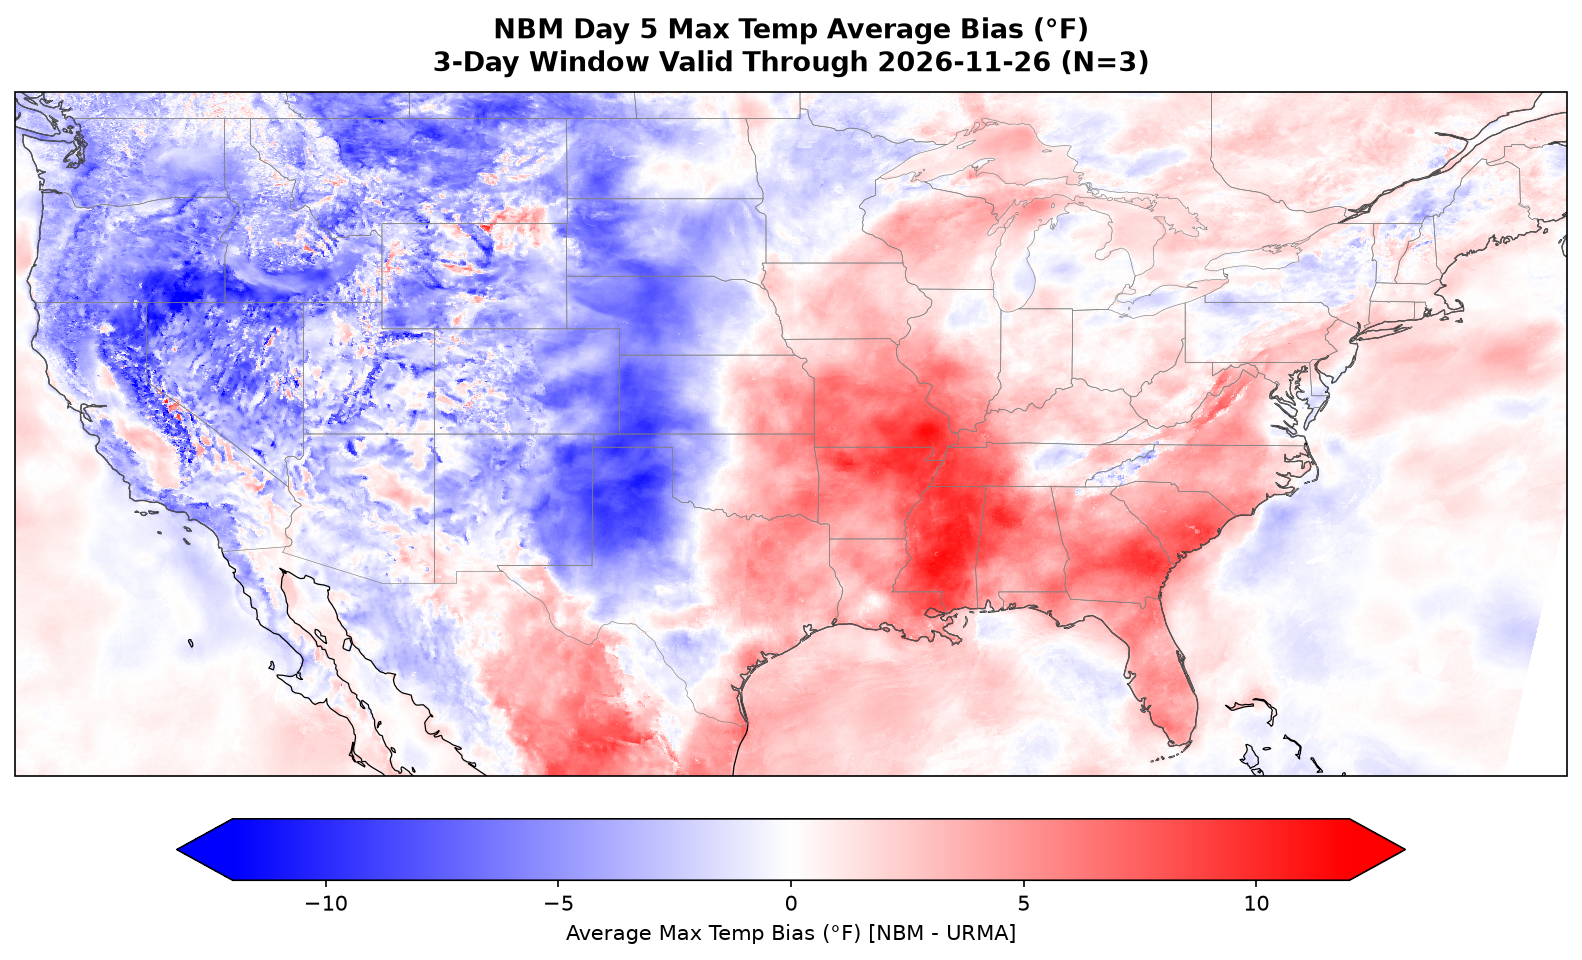 NBM Day 5 Max Temp Average Bias (°F)
3-Day Window Valid Through 2026-11-26 (N=3)
−10 −5 0 5 10
Average Max Temp Bias (°F) [NBM - URMA]